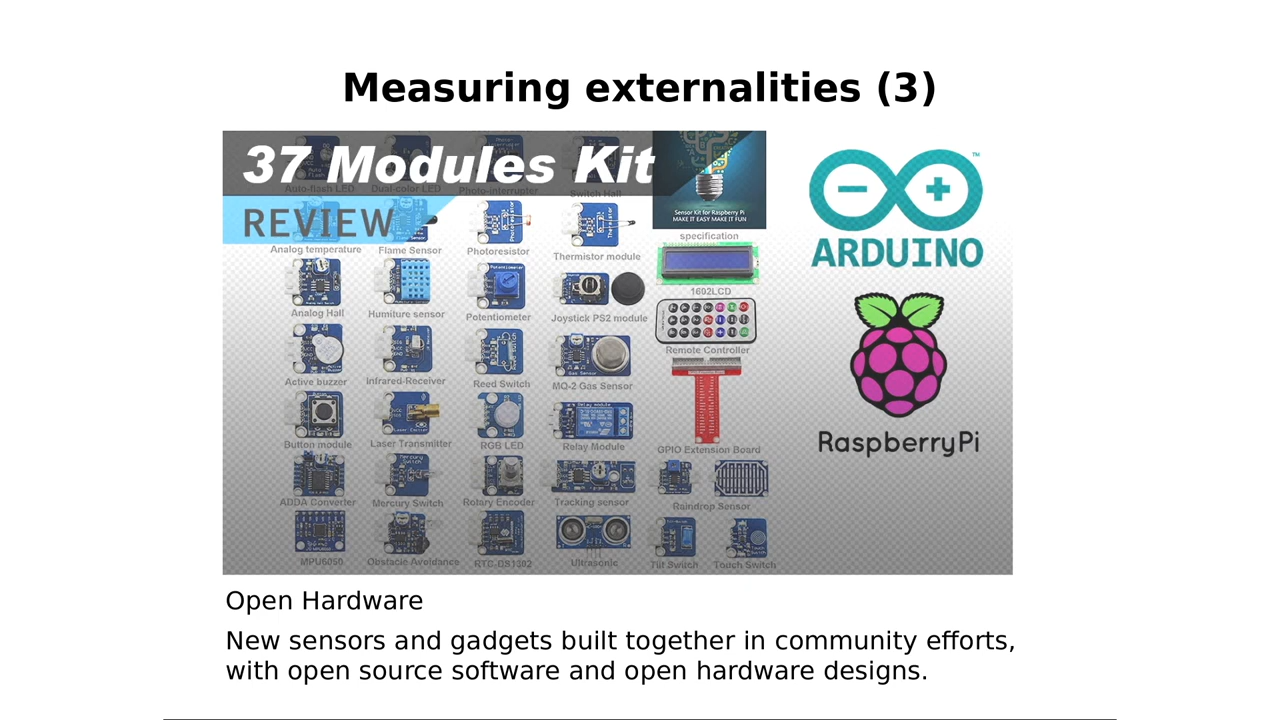 Measuring externalities (3)
37 Modules Kit
REVIEW
Auto-flash LED Dual-color LED Photo-interrupter Switch Hall
Sensor Kit for Raspberry Pi
MAKE IT EASY MAKE IT FUN
specification
Analog temperature Flame Sensor Photoresistor Thermistor module
1602LCD
Analog Hall Humiture sensor Potentiometer Joystick PS2 module
Remote Controller
Active buzzer Infrared-Receiver Reed Switch MQ-2 Gas Sensor
Button module Laser Transmitter RGB LED Relay Module GPIO Extension Board
ADDA Converter Mercury Switch Rotary Encoder Tracking sensor Raindrop Sensor
MPU6050 Obstacle Avoidance RTC-DS1302 Ultrasonic Tilt Switch Touch Switch
ARDUINO
RaspberryPi
Open Hardware
New sensors and gadgets built together in community efforts,
with open source software and open hardware designs.